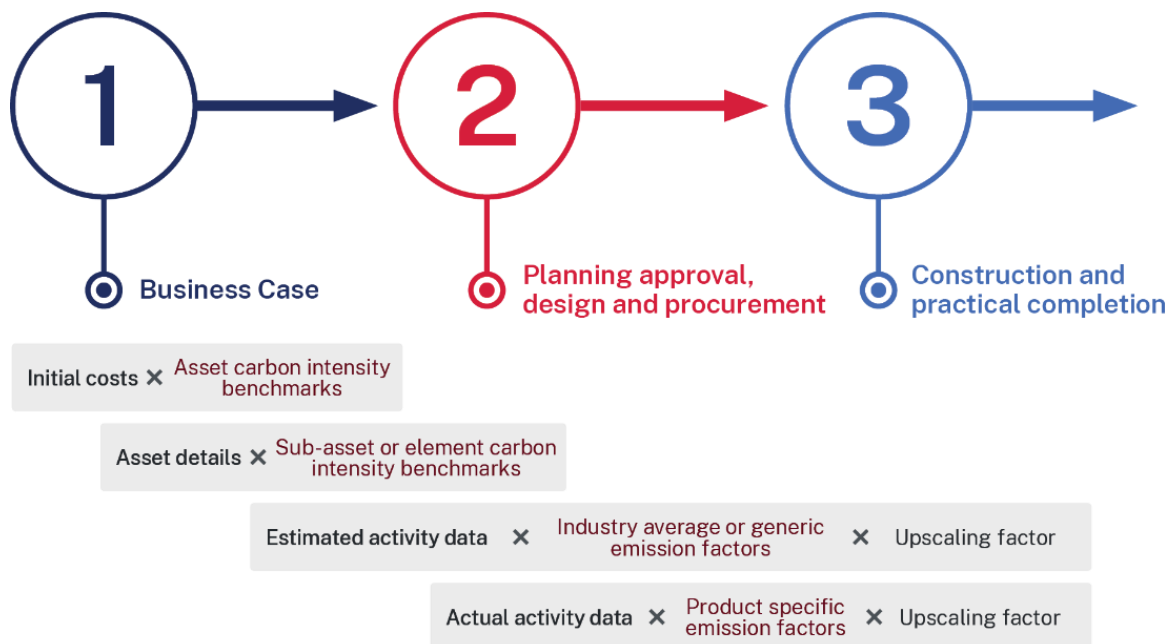 1
2
3
Business Case
Planning approval,
design and procurement
Construction and
practical completion
Initial costs × Asset carbon intensity
benchmarks
Asset details × Sub-asset or element carbon
intensity benchmarks
Estimated activity data × Industry average or generic
emission factors × Upscaling factor
Actual activity data × Product specific
emission factors × Upscaling factor